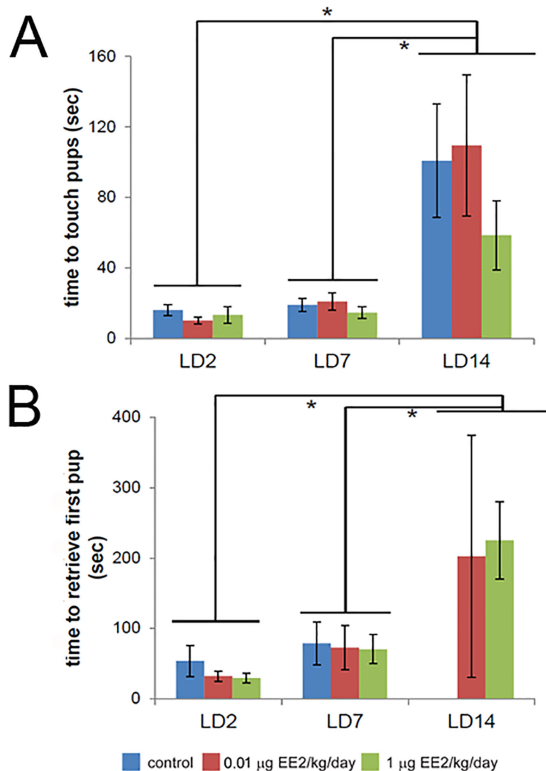 A
*
*
time to touch pups (sec)
160
120
80
40
0
LD2 LD7 LD14
B
*
*
time to retrieve first pup
(sec)
400
300
200
100
0
LD2 LD7 LD14
control 0.01 µg EE2/kg/day 1 µg EE2/kg/day